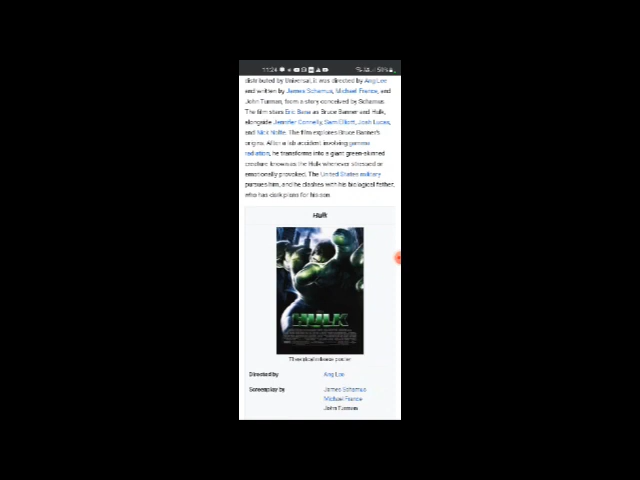 11:24
59%
distributed by Universal, it was directed by Ang Lee
and written by James Schamus, Michael France, and
John Turman, from a story conceived by Schamus.
The film stars Eric Bana as Bruce Banner and Hulk,
alongside Jennifer Connelly, Sam Elliott, Josh Lucas,
and Nick Nolte. The film explores Bruce Banner's
origins. After a lab accident involving gamma
radiation, he transforms into a giant green-skinned
creature known as the Hulk whenever stressed or
emotionally provoked. The United States military
pursues him, and he clashes with his biological father,
who has dark plans for his son.
Hulk
HULK
Theatrical release poster
Directed by Ang Lee
Screenplay by James Schamus
Michael France
John Turman